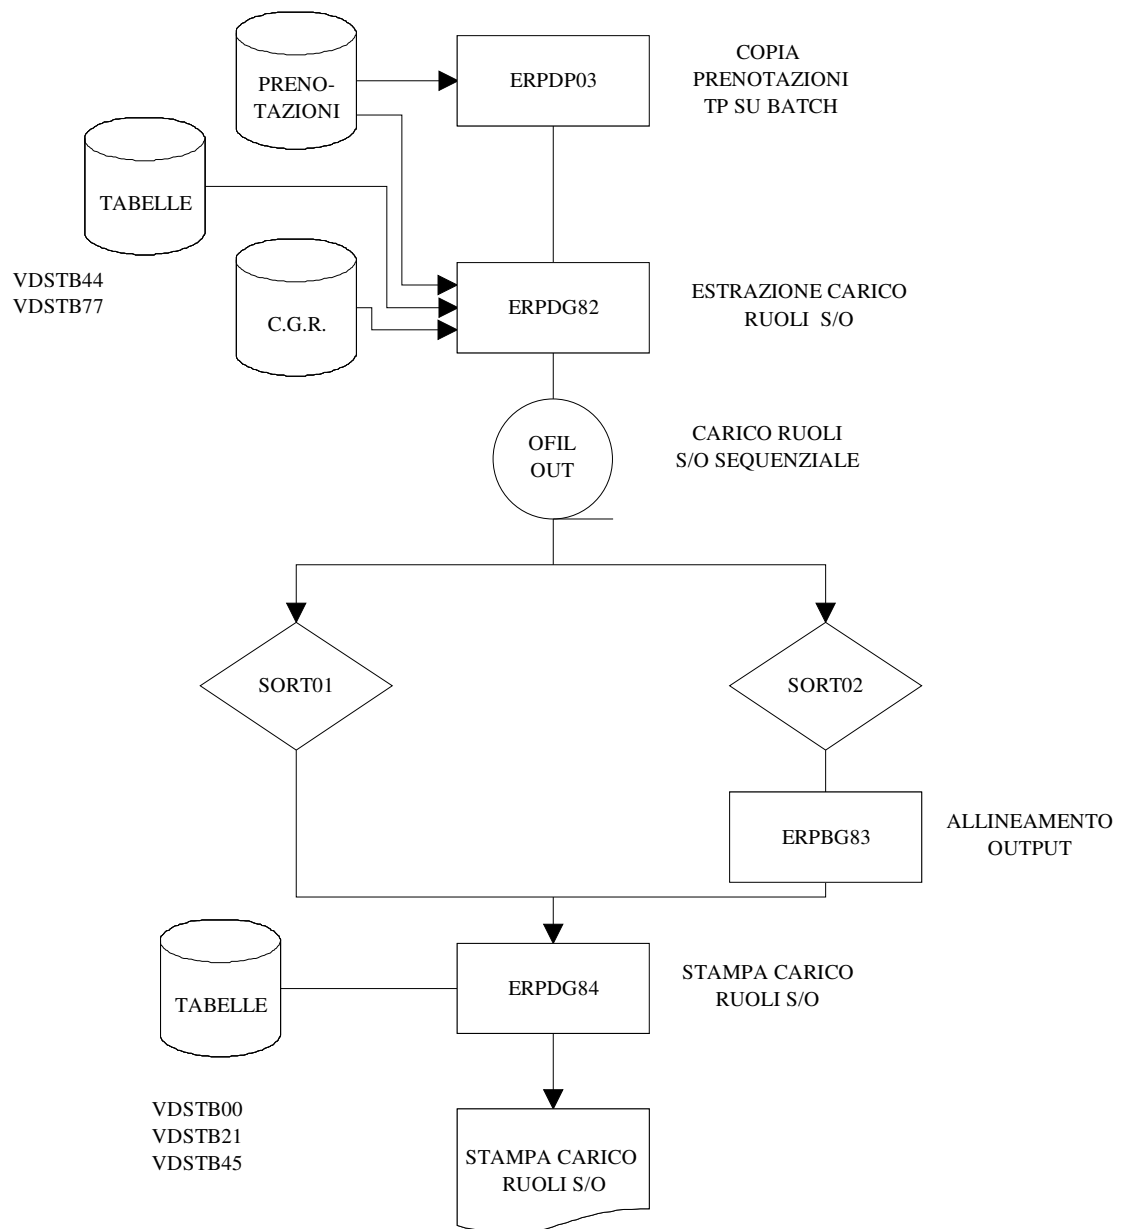 PRENO-
TAZIONI
ERPDP03
COPIA
PRENOTAZIONI
TP SU BATCH
TABELLE
VDSTB44
VDSTB77
C.G.R.
ERPDG82
ESTRAZIONE CARICO
RUOLI S/O
OFIL
OUT
CARICO RUOLI
S/O SEQUENZIALE
SORT01
SORT02
ERPBG83
ALLINEAMENTO
OUTPUT
TABELLE
ERPDG84
STAMPA CARICO
RUOLI S/O
VDSTB00
VDSTB21
VDSTB45
STAMPA CARICO
RUOLI S/O